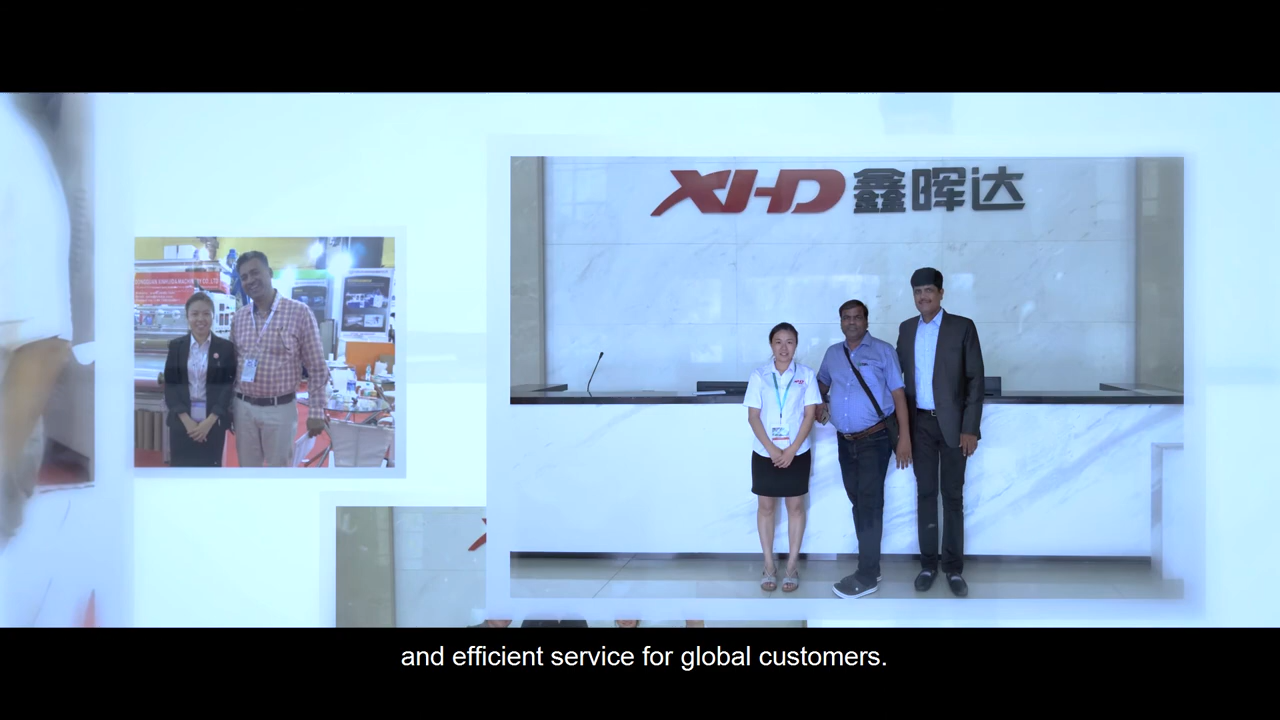 XHD 鑫晖达
and efficient service for global customers.